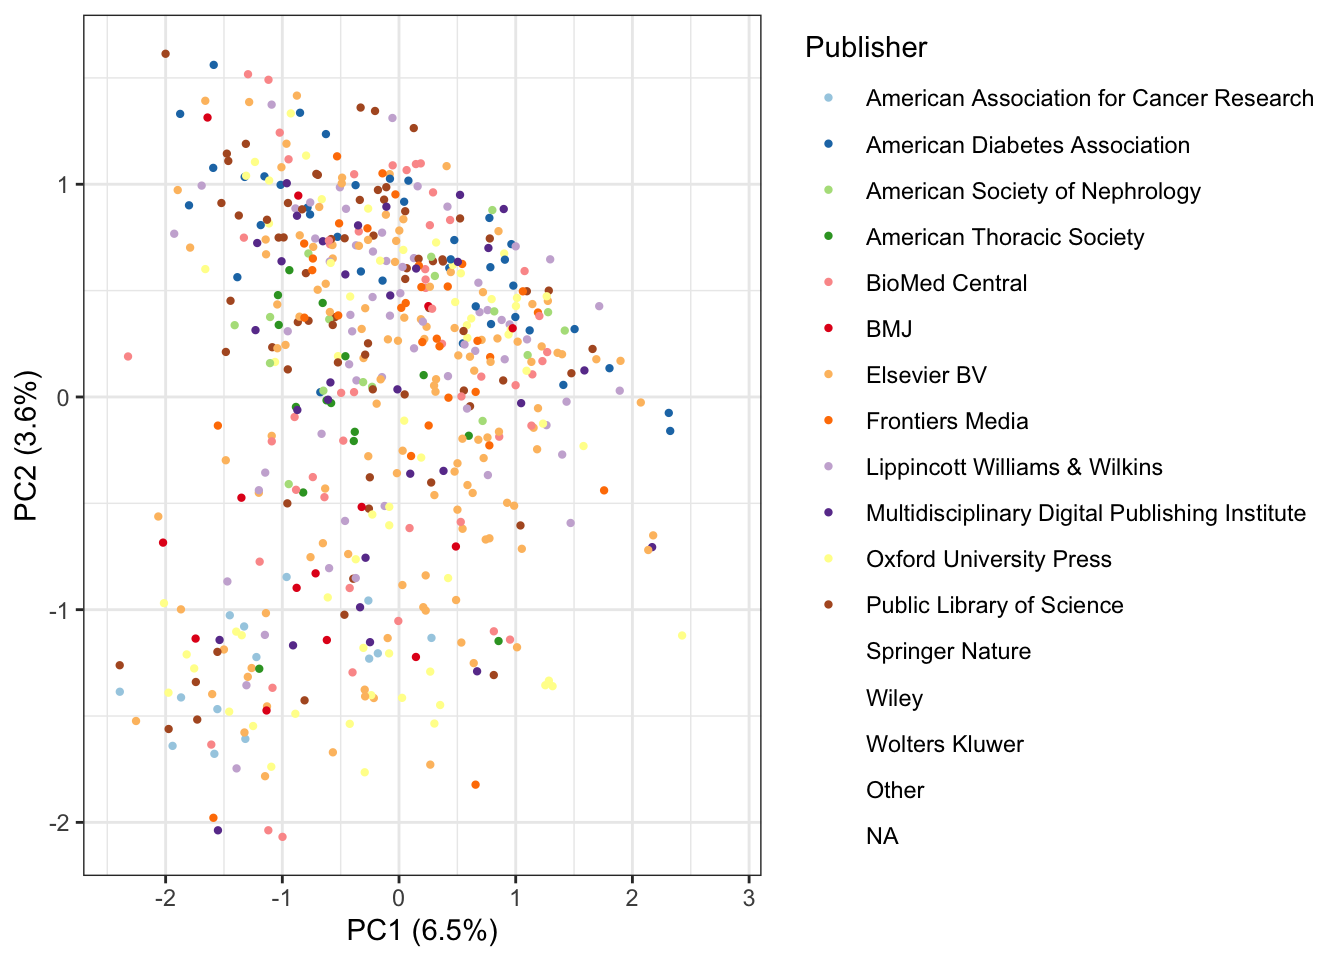 Publisher
American Association for Cancer Research
American Diabetes Association
American Society of Nephrology
American Thoracic Society
BioMed Central
BMJ
Elsevier BV
Frontiers Media
Lippincott Williams & Wilkins
Multidisciplinary Digital Publishing Institute
Oxford University Press
Public Library of Science
Springer Nature
Wiley
Wolters Kluwer
Other
NA
PC2 (3.6%)
1
0
-1
-2
-2 -1 0 1 2 3
PC1 (6.5%)